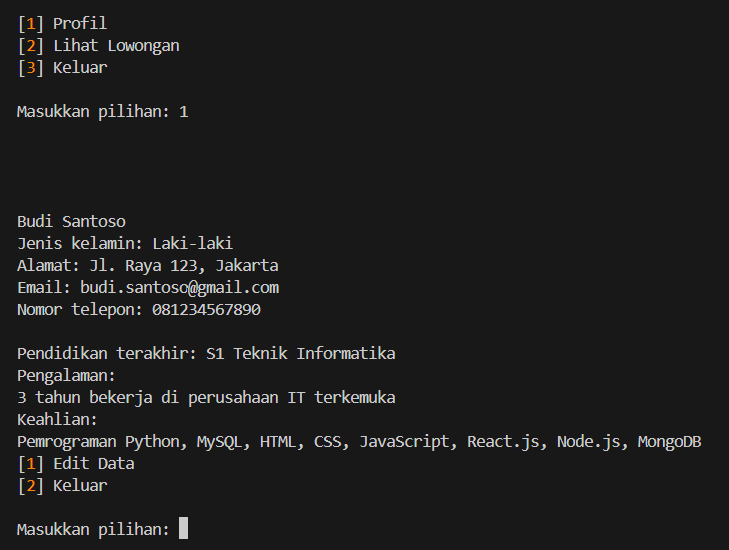 [1] Profil
[2] Lihat Lowongan
[3] Keluar
Masukkan pilihan: 1
Budi Santoso
Jenis kelamin: Laki-laki
Alamat: Jl. Raya 123, Jakarta
Email: budi.santoso@gmail.com
Nomor telepon: 081234567890
Pendidikan terakhir: S1 Teknik Informatika
Pengalaman:
3 tahun bekerja di perusahaan IT terkemuka
Keahlian:
Pemrograman Python, MySQL, HTML, CSS, JavaScript, React.js, Node.js, MongoDB
[1] Edit Data
[2] Keluar
Masukkan pilihan: